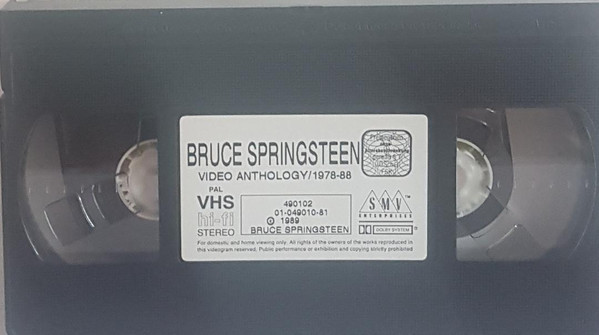 BRUCE SPRINGSTEEN
VIDEO ANTHOLOGY/1978-88
PAL
VHS
hi-fi
STEREO
490102
01-049010-81
℗ 1989
BRUCE SPRINGSTEEN
SMV™
ENTERPRISES
DOLBY SYSTEM ®
For domestic and home viewing only. All rights of the owners of the works reproduced in
this videogram reserved. Public performance or exhibition and copying strictly prohibited